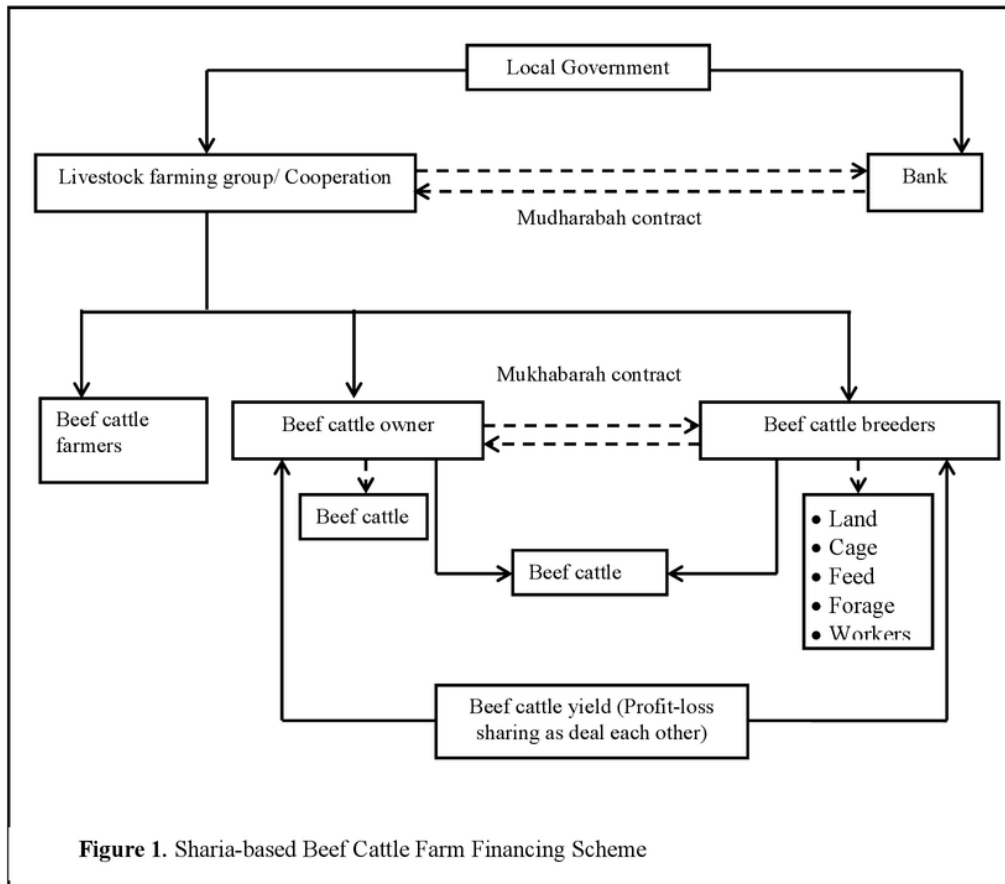 Local Government
Livestock farming group/ Cooperation
Bank
Mudharabah contract
Mukhabarah contract
Beef cattle
farmers
Beef cattle owner
Beef cattle breeders
Beef cattle
• Land
• Cage
• Feed
• Forage
• Workers
Beef cattle
Beef cattle yield (Profit-loss
sharing as deal each other)
Figure 1. Sharia-based Beef Cattle Farm Financing Scheme